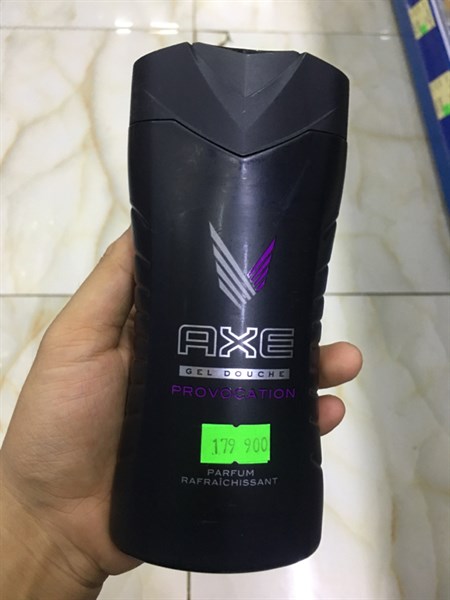 AXE
GEL DOUCHE
PROVOCATION
179 900
PARFUM
RAFRAÎCHISSANT